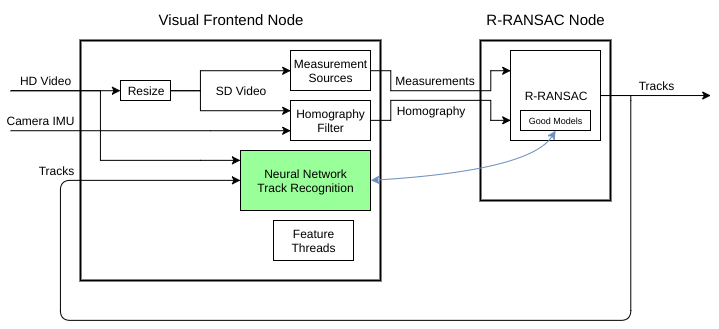 Visual Frontend Node
R-RANSAC Node
HD Video
Resize
SD Video
Measurement
Sources
Measurements
R-RANSAC
Good Models
Tracks
Camera IMU
Homography
Filter
Homography
Tracks
Neural Network
Track Recognition
Feature
Threads